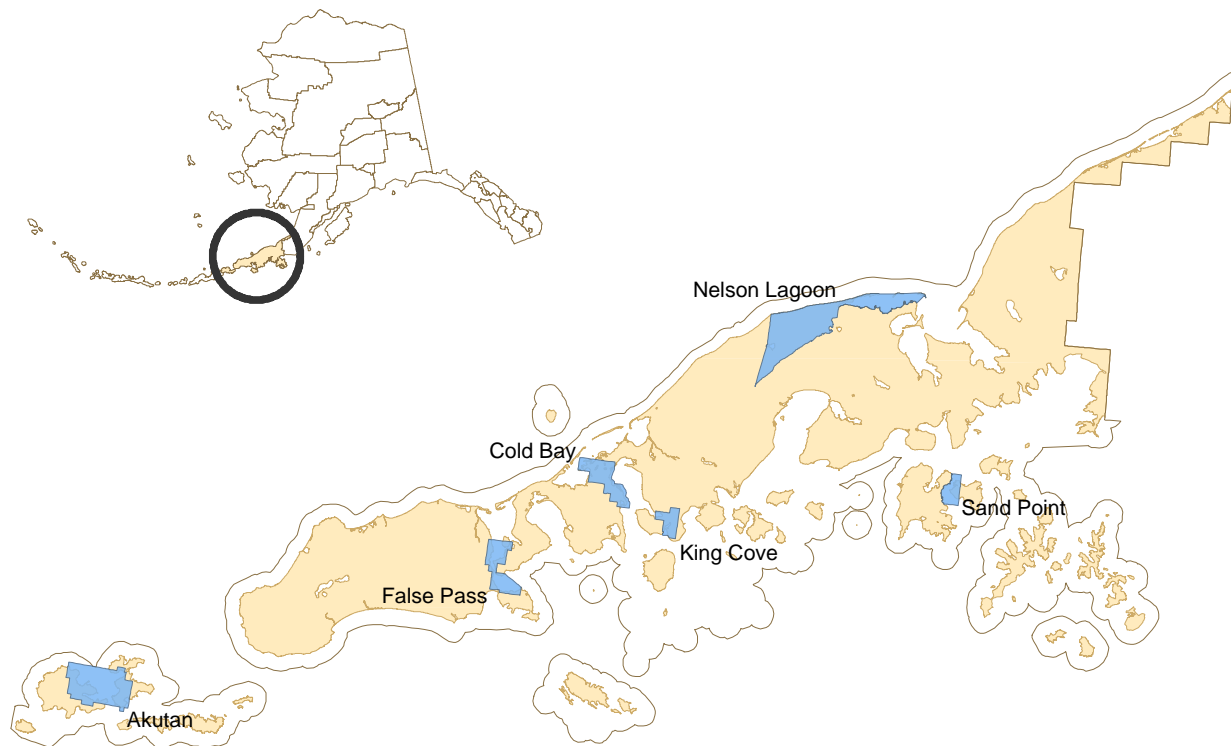 Nelson Lagoon
Cold Bay
Sand Point
King Cove
False Pass
Akutan